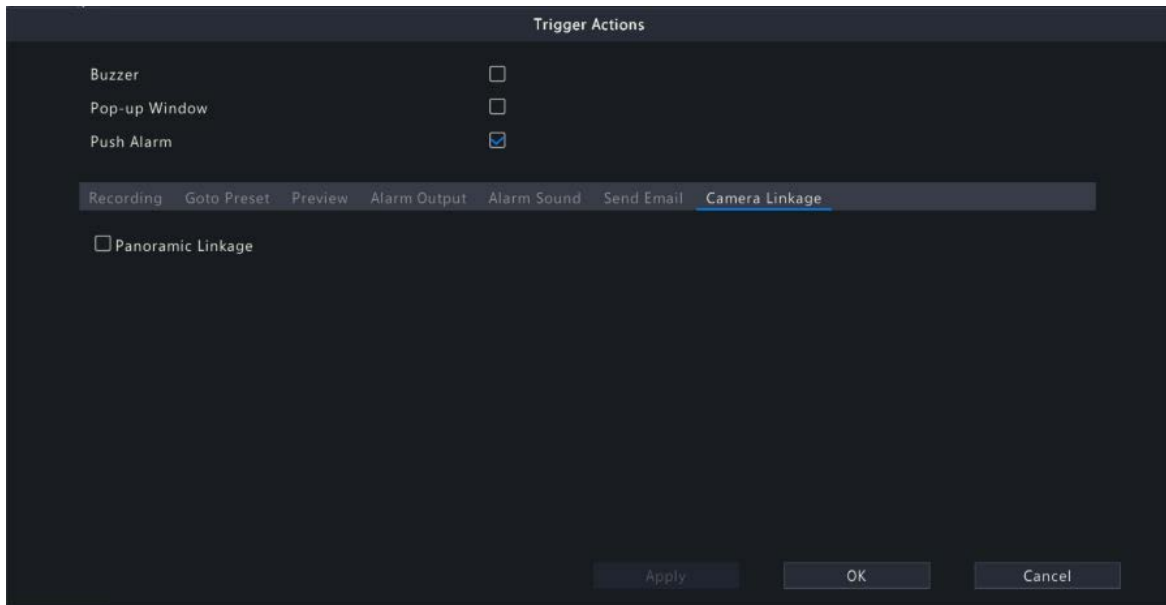 Trigger Actions
Buzzer
Pop-up Window
Push Alarm
Recording Goto Preset Preview Alarm Output Alarm Sound Send Email Camera Linkage
Panoramic Linkage
Apply OK Cancel